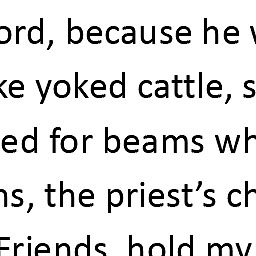 ord, because he
ke yoked cattle, s
ed for beams wh
ns, the priest’s ch
Friends, hold my